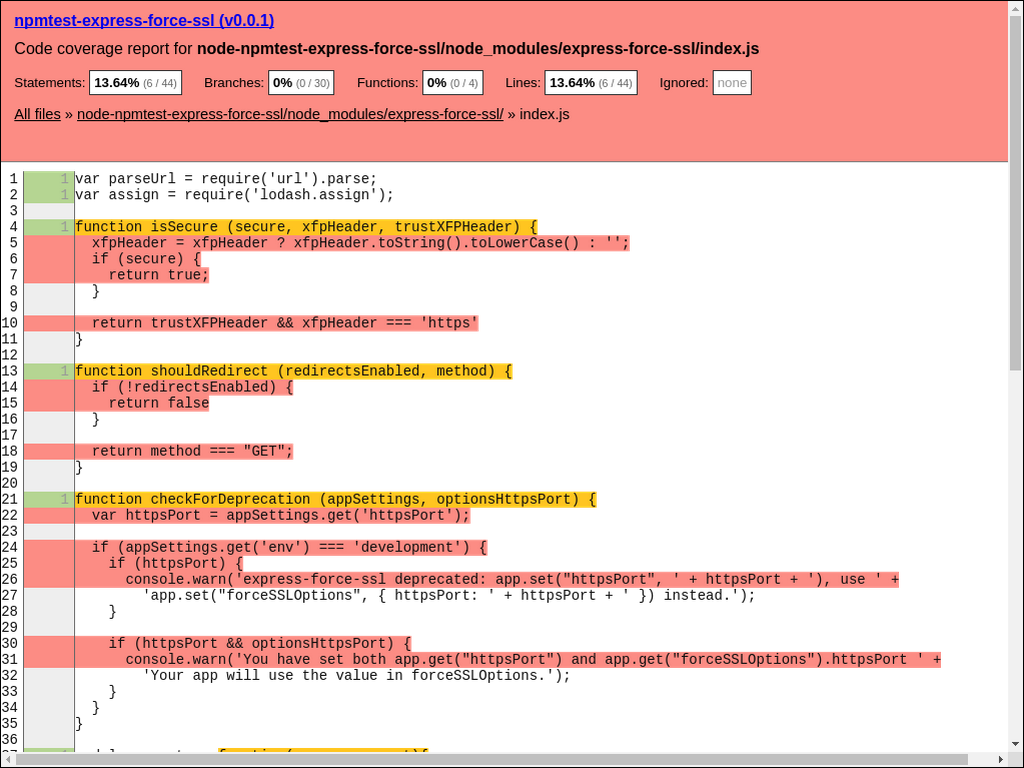 npmtest-express-force-ssl (v0.0.1)
Code coverage report for node-npmtest-express-force-ssl/node_modules/express-force-ssl/index.js
Statements: 13.64% (6 / 44) Branches: 0% (0 / 30) Functions: 0% (0 / 4) Lines: 13.64% (6 / 44) Ignored: none
All files » node-npmtest-express-force-ssl/node_modules/express-force-ssl/ » index.js
1 1 var parseUrl = require('url').parse;
2 1 var assign = require('lodash.assign');
3
4 1 function isSecure (secure, xfpHeader, trustXFPHeader) {
5   xfpHeader = xfpHeader ? xfpHeader.toString().toLowerCase() : '';
6   if (secure) {
7     return true;
8   }
9
10   return trustXFPHeader && xfpHeader === 'https'
11 }
12
13 1 function shouldRedirect (redirectsEnabled, method) {
14   if (!redirectsEnabled) {
15     return false
16   }
17
18   return method === "GET";
19 }
20
21 1 function checkForDeprecation (appSettings, optionsHttpsPort) {
22   var httpsPort = appSettings.get('httpsPort');
23
24   if (appSettings.get('env') === 'development') {
25     if (httpsPort) {
26       console.warn('express-force-ssl deprecated: app.set("httpsPort", ' + httpsPort + '), use ' +
27         'app.set("forceSSLOptions", { httpsPort: ' + httpsPort + ' }) instead.');
28     }
29
30     if (httpsPort && optionsHttpsPort) {
31       console.warn('You have set both app.get("httpsPort") and app.get("forceSSLOptions").httpsPort ' +
32         'Your app will use the value in forceSSLOptions.');
33     }
34   }
35 }
36